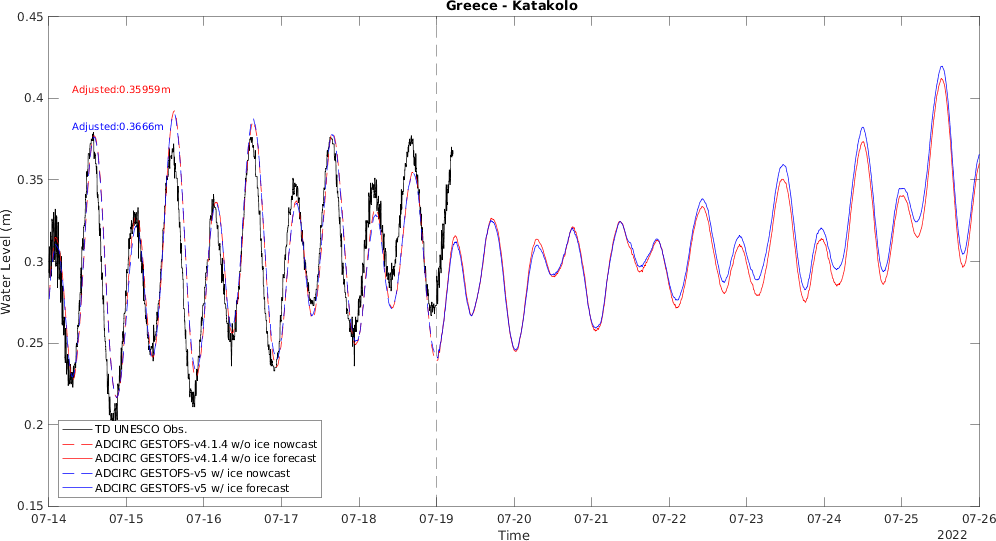 Greece - Katakolo
0.45
0.4
0.35
0.3
0.25
0.2
0.15
Water Level (m)
Adjusted:0.35959m
Adjusted:0.3666m
TD UNESCO Obs.
ADCIRC GESTOFS-v4.1.4 w/o ice nowcast
ADCIRC GESTOFS-v4.1.4 w/o ice forecast
ADCIRC GESTOFS-v5 w/ ice nowcast
ADCIRC GESTOFS-v5 w/ ice forecast
07-14 07-15 07-16 07-17 07-18 07-19 07-20 07-21 07-22 07-23 07-24 07-25 07-26
Time
2022